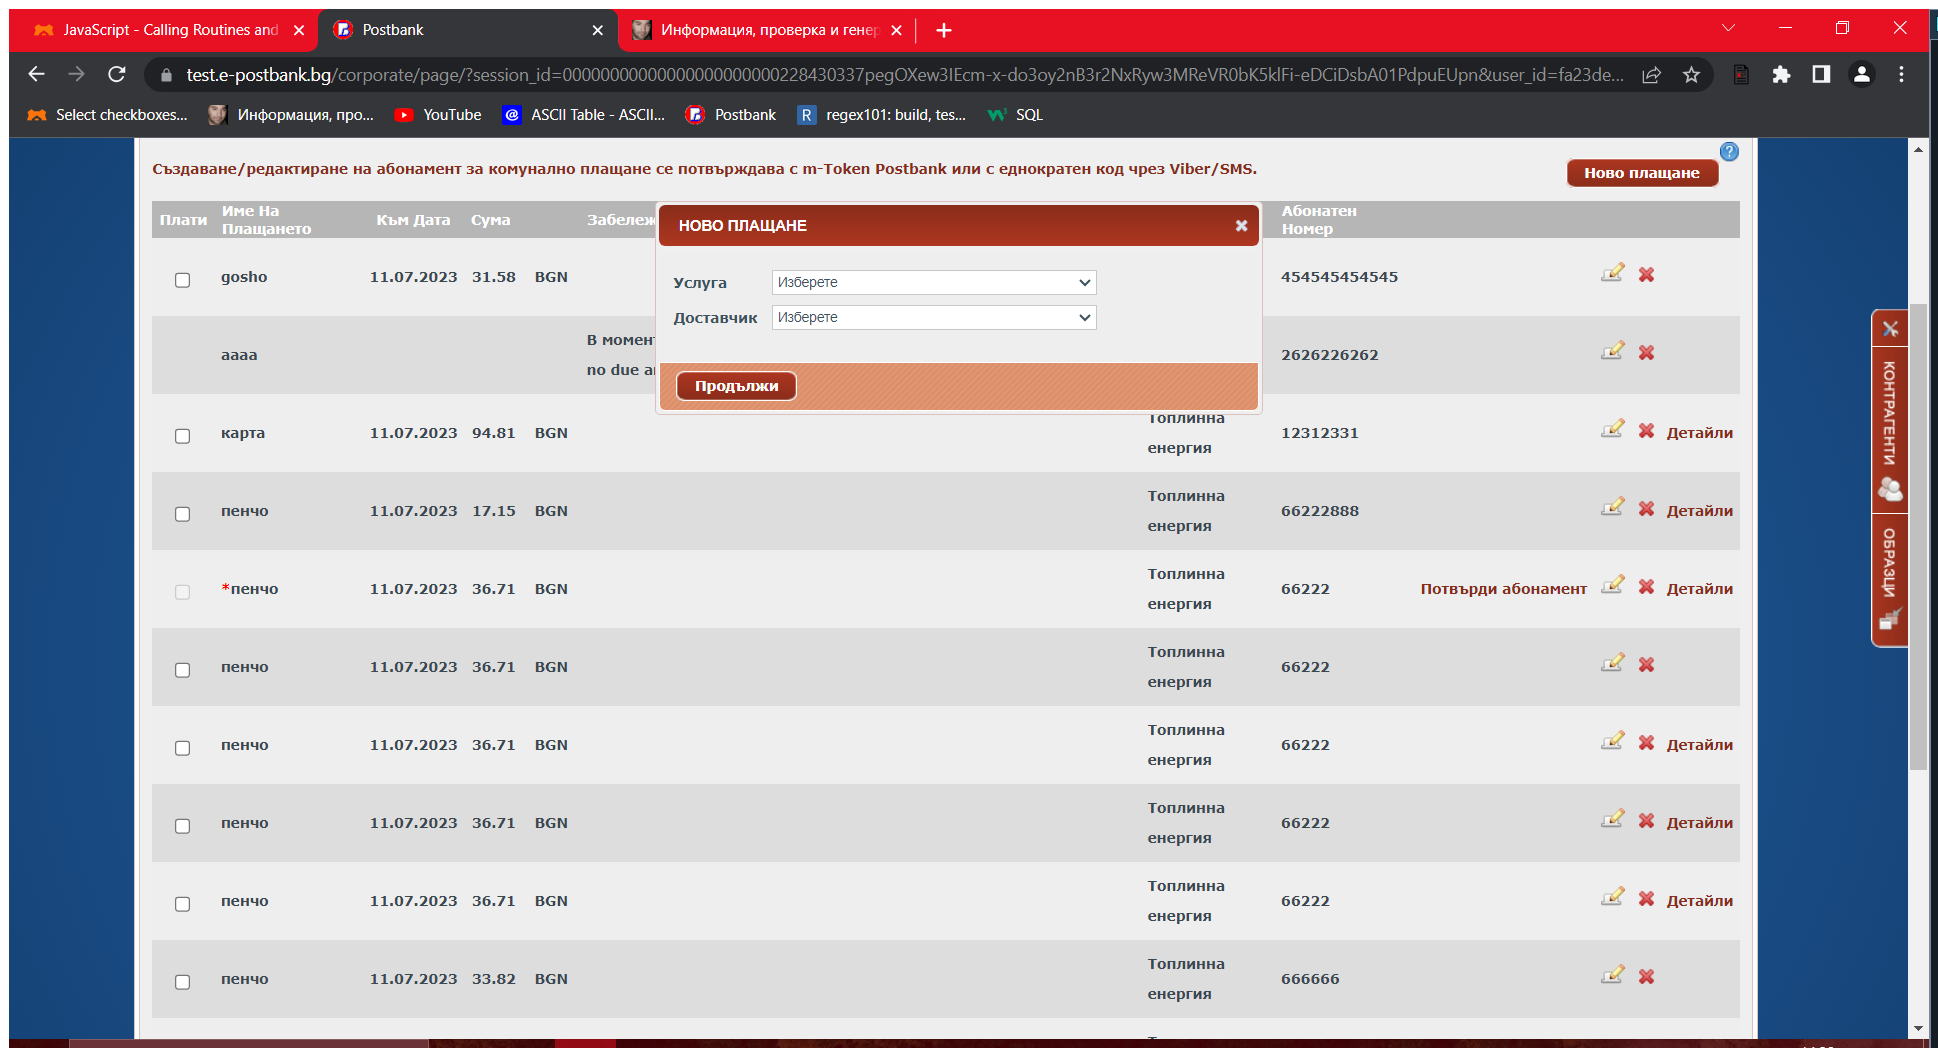 JavaScript - Calling Routines and
Postbank
Информация, проверка и генер
test.e-postbank.bg/corporate/page/?session_id=0000000000000000000000228430337pegOXew3IEcm-x-do3oy2nB3r2NxRyw3MReVR0bK5klFi-eDCiDsbA01PdpuEUpn&user_id=fa23de...
Select checkboxes...
Информация, про...
YouTube
ASCII Table - ASCII...
Postbank
regex101: build, tes...
SQL
Създаване/редактиране на абонамент за комунално плащане се потвърждава с m-Token Postbank или с еднократен код чрез Viber/SMS.
Ново плащане
Плати Име На Плащането Към Дата Сума Забележ Абонатен Номер
НОВО ПЛАЩАНЕ
Услуга Изберете
Доставчик Изберете
Продължи
gosho 11.07.2023 31.58 BGN 454545454545
aaaa В момент 2626226262
no due a
карта 11.07.2023 94.81 BGN Топлинна енергия 12312331 Детайли
пенчо 11.07.2023 17.15 BGN Топлинна енергия 66222888 Детайли
*пенчо 11.07.2023 36.71 BGN Топлинна енергия 66222 Потвърди абонамент Детайли
пенчо 11.07.2023 36.71 BGN Топлинна енергия 66222
пенчо 11.07.2023 36.71 BGN Топлинна енергия 66222 Детайли
пенчо 11.07.2023 36.71 BGN Топлинна енергия 66222 Детайли
пенчо 11.07.2023 36.71 BGN Топлинна енергия 66222 Детайли
пенчо 11.07.2023 33.82 BGN Топлинна енергия 666666
КОНТРАГЕНТИ
ОБРАЗЦИ